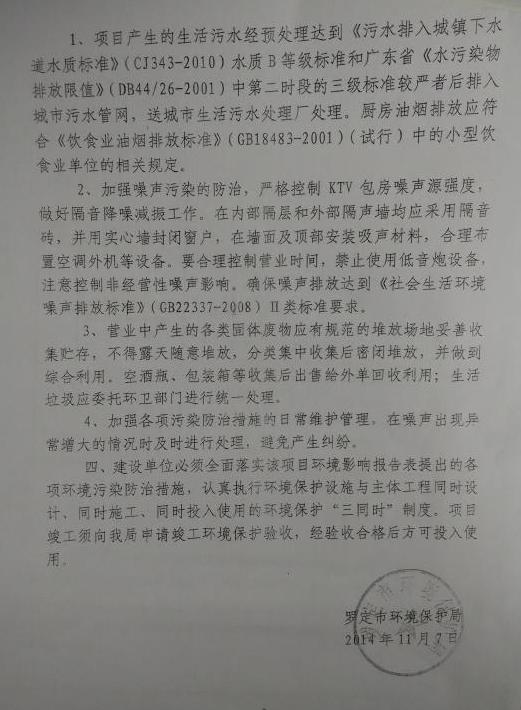 1、项目产生的生活污水经预处理达到《污水排入城镇下水
道水质标准》(CJ343-2010)水质B等级标准和广东省《水污染物
排放限值》(DB44/26-2001)中第二时段的三级标准较严者后排入
城市污水管网，送城市生活污水处理厂处理。厨房油烟排放应符
合《饮食业油烟排放标准》(GB18483-2001)(试行)中的小型饮
食业单位的相关规定。
2、加强噪声污染的防治，严格控制KTV包房噪声源强度，
做好隔音降噪减振工作。在内部隔层和外部隔声墙均应采用隔音
砖，并用实心墙封闭窗户，在墙面及顶部安装吸声材料，合理布
置空调外机等设备。要合理控制营业时间，禁止使用低音炮设备，
注意控制非经营性噪声影响。确保噪声排放达到《社会生活环境
噪声排放标准》(GB22337-2008)Ⅱ类标准要求。
3、营业中产生的各类固体废物应有规范的堆放场地妥善收
集贮存，不得露天随意堆放，分类集中收集后密闭堆放，并做到
综合利用。空酒瓶、包装箱等收集后出售给外单回收利用；生活
垃圾应委托环卫部门进行统一处理。
4、加强各项污染防治措施的日常维护管理，在噪声出现异
常增大的情况时及时进行处理，避免产生纠纷。
四、建设单位必须全面落实该项目环境影响报告表提出的各
项环境污染防治措施，认真执行环境保护设施与主体工程同时设
计、同时施工、同时投入使用的环境保护“三同时”制度。项目
竣工须向我局申请竣工环境保护验收，经验收合格后方可投入使
用。
罗定市环境保护局
2014年11月7日